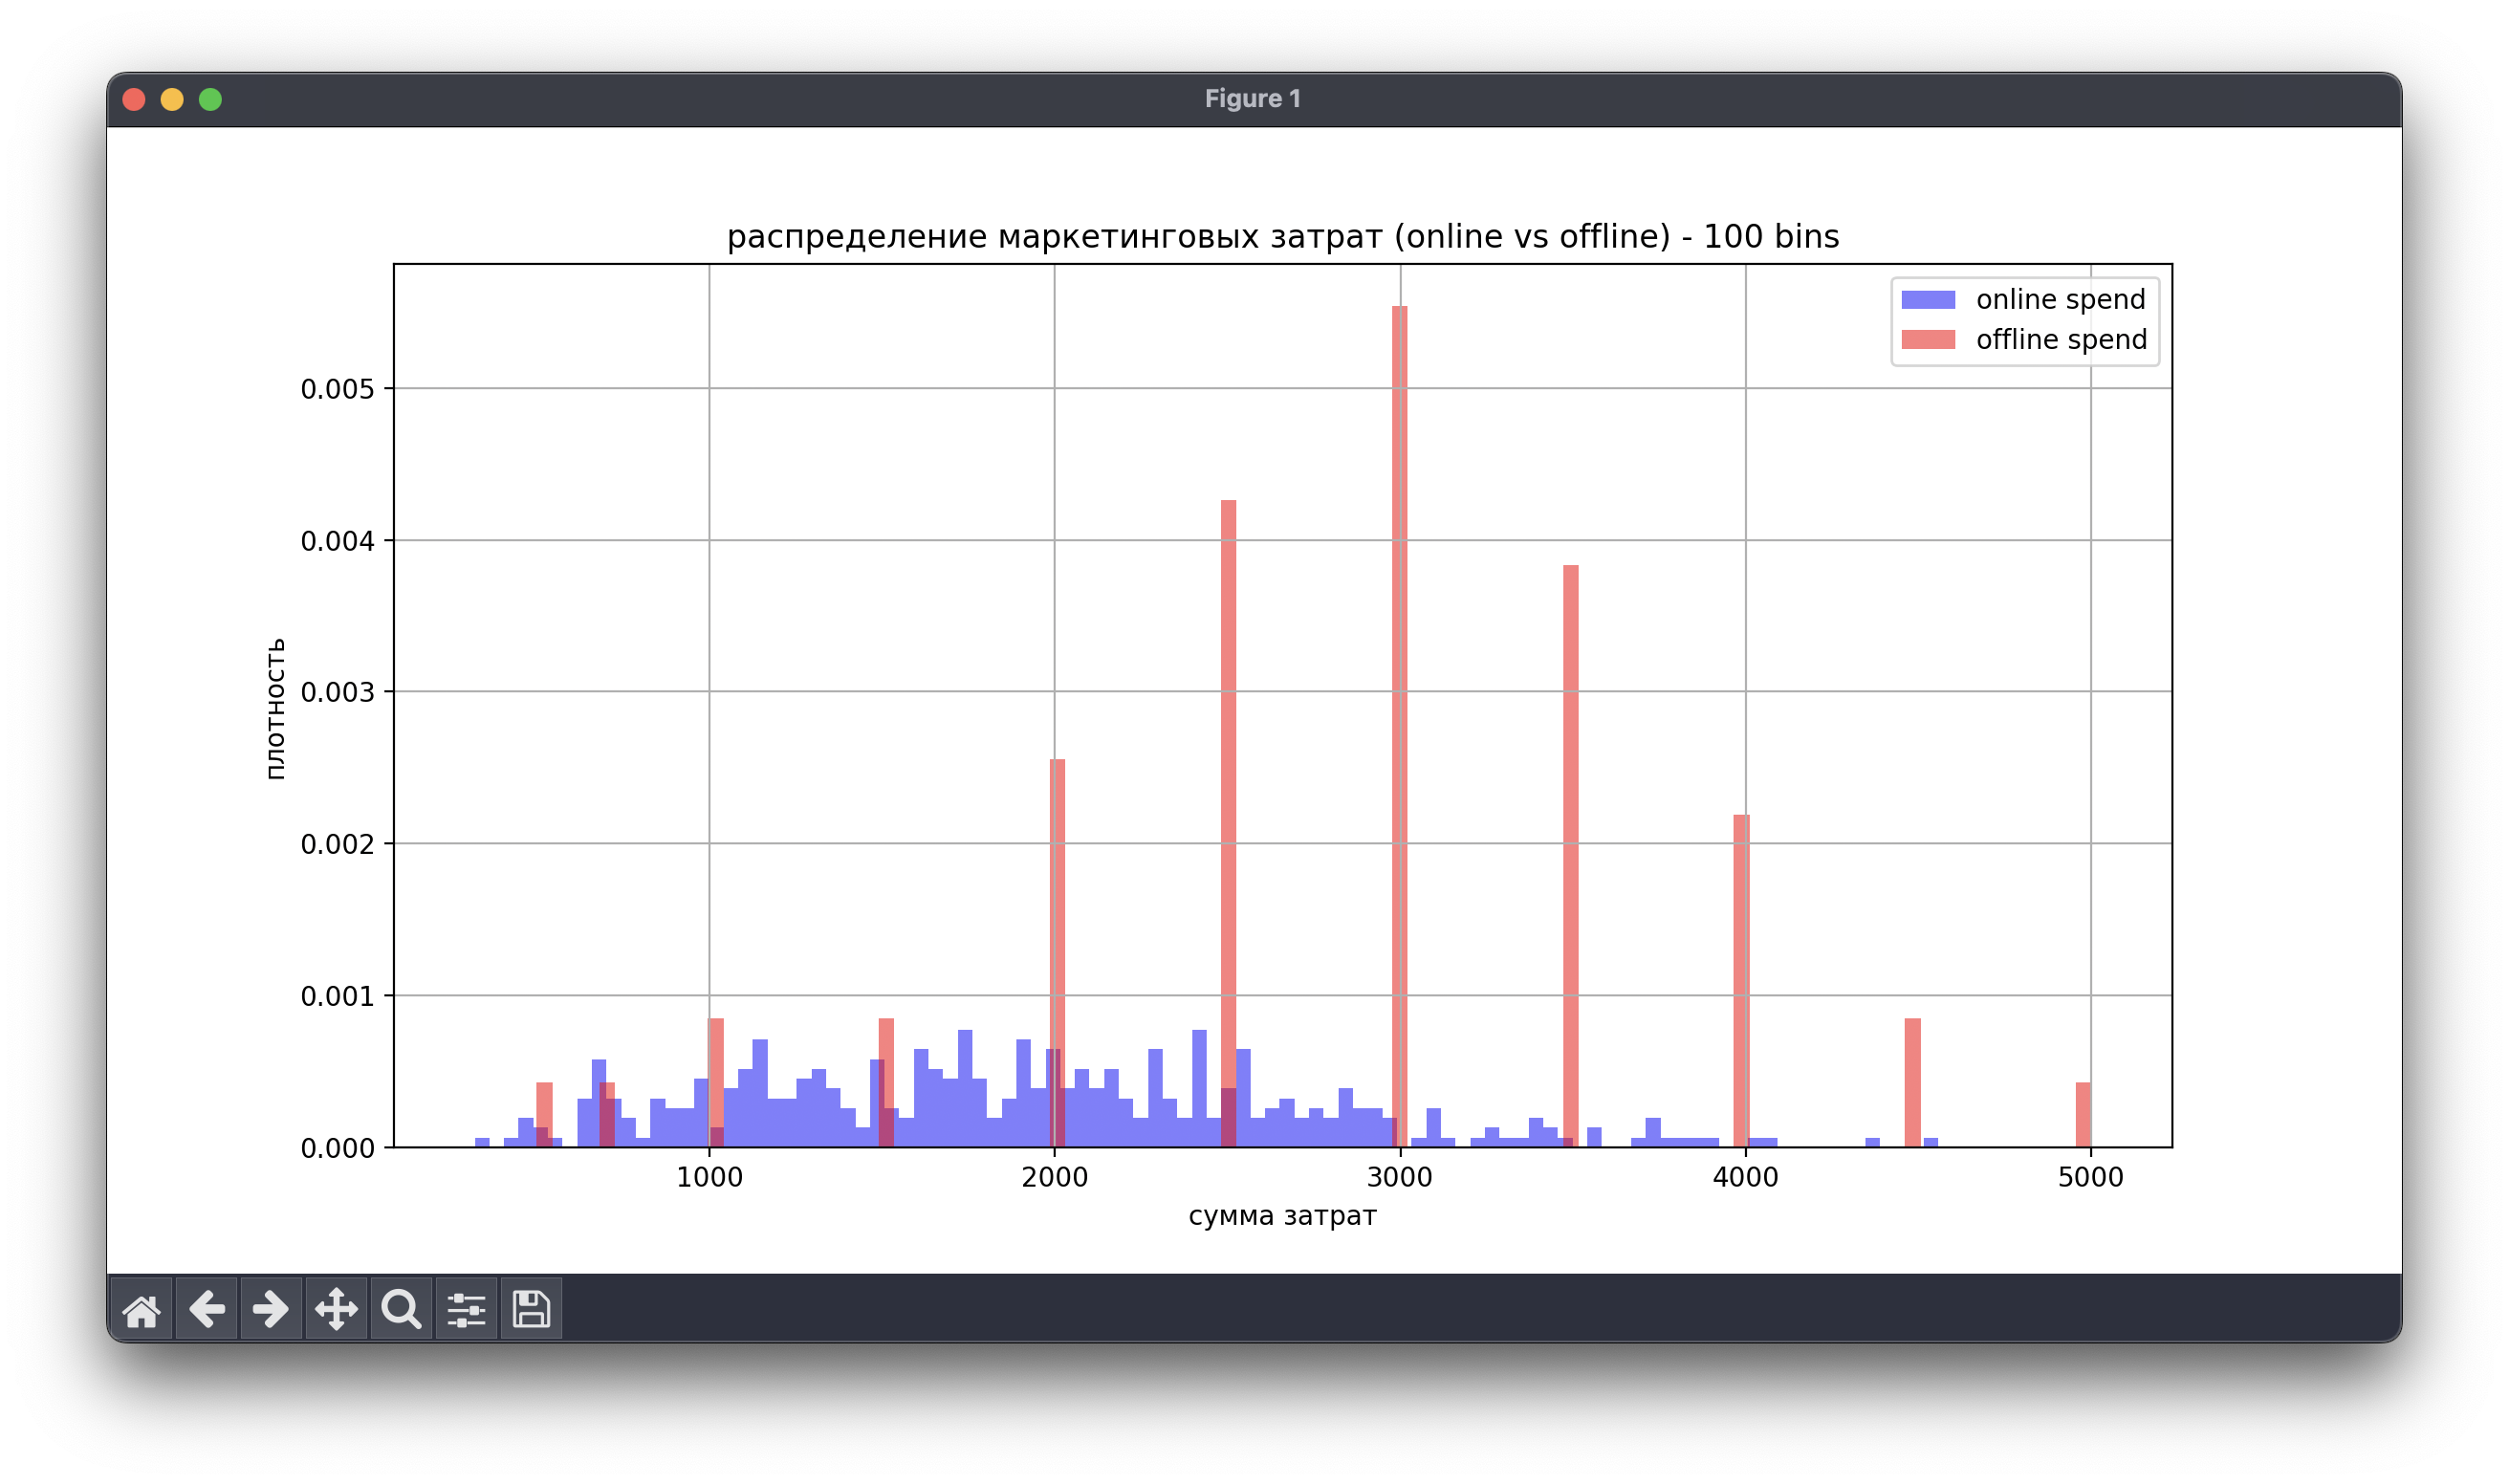 Figure 1
распределение маркетинговых затрат (online vs offline) - 100 bins
online spend
offline spend
0.005
0.004
0.003
0.002
0.001
0.000
плотность
1000 2000 3000 4000 5000
сумма затрат